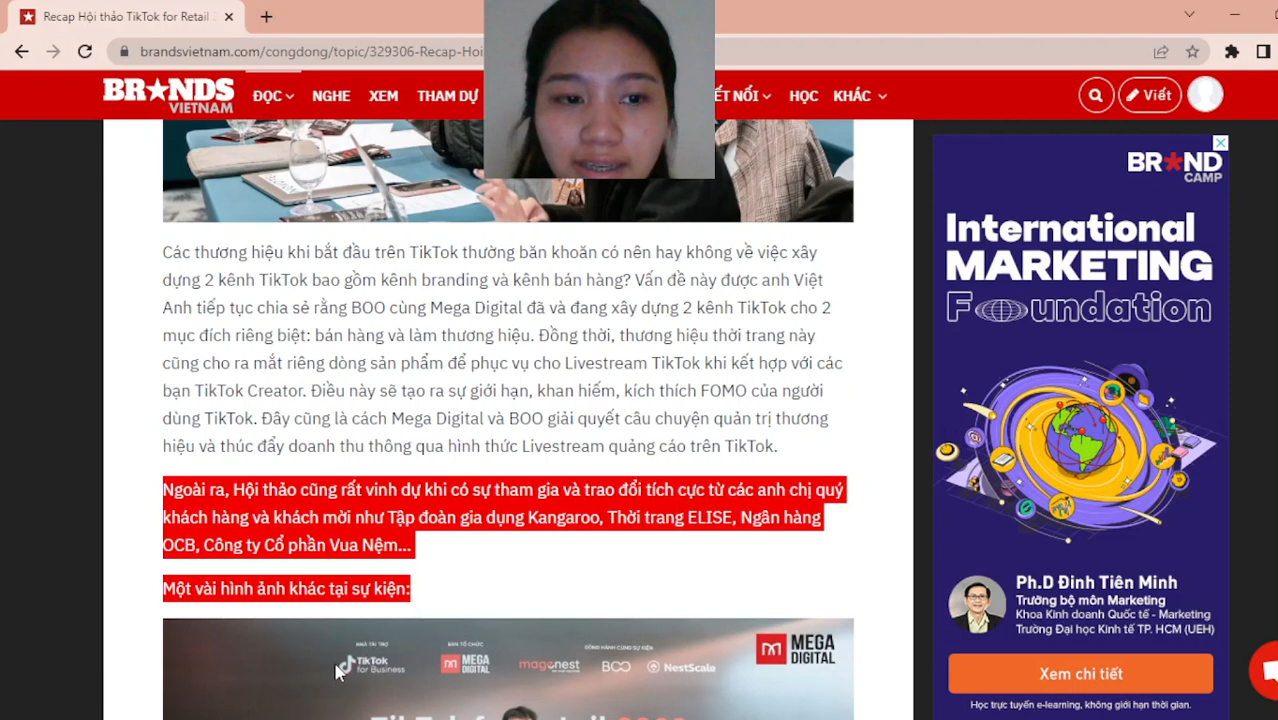 Recap Hội thảo TikTok for Retail
brandsvietnam.com/congdong/topic/329306-Recap-Hoi
BRANDS
VIETNAM
ĐỌC
NGHE
XEM
THAM DỰ
ẾT NỐI
HỌC
KHÁC
Viết
Các thương hiệu khi bắt đầu trên TikTok thường băn khoăn có nên hay không về việc xây
dựng 2 kênh TikTok bao gồm kênh branding và kênh bán hàng? Vấn đề này được anh Việt
Anh tiếp tục chia sẻ rằng BOO cùng Mega Digital đã và đang xây dựng 2 kênh TikTok cho 2
mục đích riêng biệt: bán hàng và làm thương hiệu. Đồng thời, thương hiệu thời trang này
cũng cho ra mắt riêng dòng sản phẩm để phục vụ cho Livestream TikTok khi kết hợp với các
bạn TikTok Creator. Điều này sẽ tạo ra sự giới hạn, khan hiếm, kích thích FOMO của người
dùng TikTok. Đây cũng là cách Mega Digital và BOO giải quyết câu chuyện quản trị thương
hiệu và thúc đẩy doanh thu thông qua hình thức Livestream quảng cáo trên TikTok.
Ngoài ra, Hội thảo cũng rất vinh dự khi có sự tham gia và trao đổi tích cực từ các anh chị quý
khách hàng và khách mời như Tập đoàn gia dụng Kangaroo, Thời trang ELISE, Ngân hàng
OCB, Công ty Cổ phần Vua Nệm...
Một vài hình ảnh khác tại sự kiện:
NHÀ TÀI TRỢ
TikTok
for Business
BAN TỔ CHỨC
MEGA
DIGITAL
ĐỒNG HÀNH CÙNG SỰ KIỆN
magenest
BOO
NestScale
MEGA
DIGITAL
BRAND
CAMP
International
MARKETING
Foundation
Ph.D Đinh Tiên Minh
Trưởng bộ môn Marketing
Khoa Kinh doanh Quốc tế - Marketing
Trường Đại học Kinh tế TP. HCM (UEH)
Xem chi tiết
Học trực tuyến e-learning, không giới hạn thời gian.